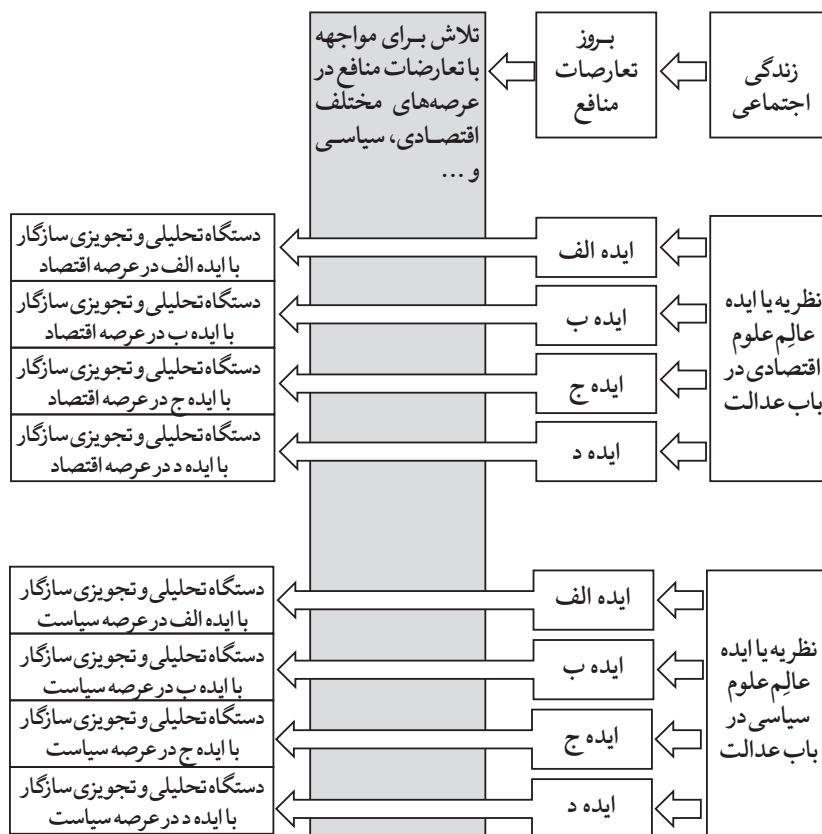 زندگی
اجتماعی
بـروز
تعارصات
منافع
تلاش بـرای مواجهه
با تعارضات منافع در
عرصه‌های مختلف
اقتصـادی، سیاسـی
و ...
نظریه یا ایده
عالِم علوم
اقتصادی در
باب عدالت
ایده الف
دستگاه تحلیلی و تجویزی سازگار
با ایده الف در عرصه اقتصاد
ایده ب
دستگاه تحلیلی و تجویزی سازگار
با ایده ب در عرصه اقتصاد
ایده ج
دستگاه تحلیلی و تجویزی سازگار
با ایده ج در عرصه اقتصاد
ایده د
دستگاه تحلیلی و تجویزی سازگار
با ایده د در عرصه اقتصاد
نظریه یا ایده
عالِم علوم
سیاسی در
باب عدالت
ایده الف
دستگاه تحلیلی و تجویزی سازگار
با ایده الف در عرصه سیاست
ایده ب
دستگاه تحلیلی و تجویزی سازگار
با ایده ب در عرصه سیاست
ایده ج
دستگاه تحلیلی و تجویزی سازگار
با ایده ج در عرصه سیاست
ایده د
دستگاه تحلیلی و تجویزی سازگار
با ایده د در عرصه سیاست